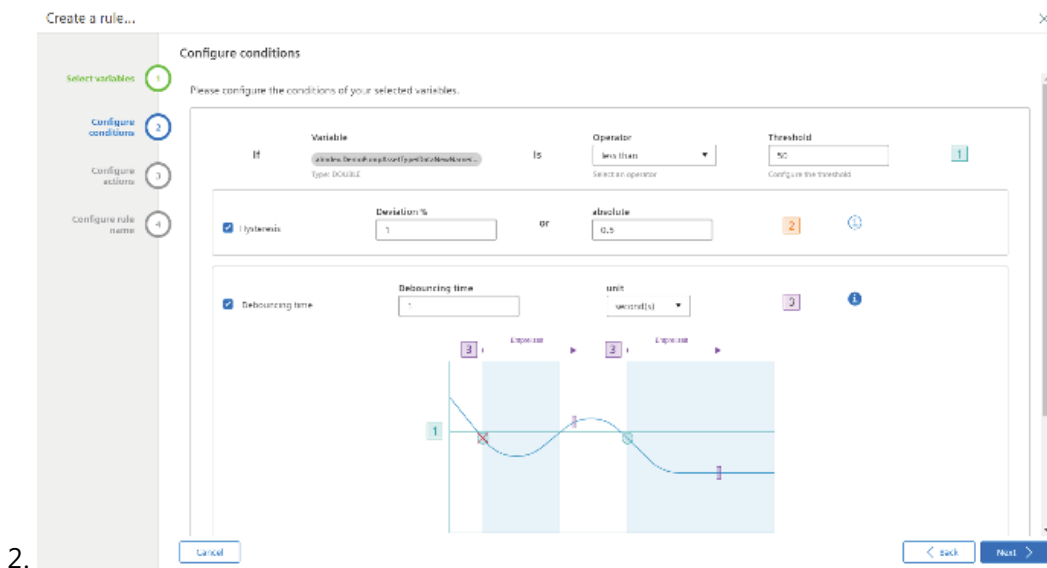 Create a rule...
Configure conditions
Select variables 1
Please configure the conditions of your selected variables.
Configure conditions 2
Variable Operator Threshold
If is less than 50 1
Type: DOUBLE Select an operator Configure the threshold
Configure actions 3
Deviation % absolute
Configure rule name 4
Hysteresis 1 or 0.5 2 i
Debouncing time unit
Debouncing time 1 second(s) 3 i
3 3
1
Cancel Back Next
2.